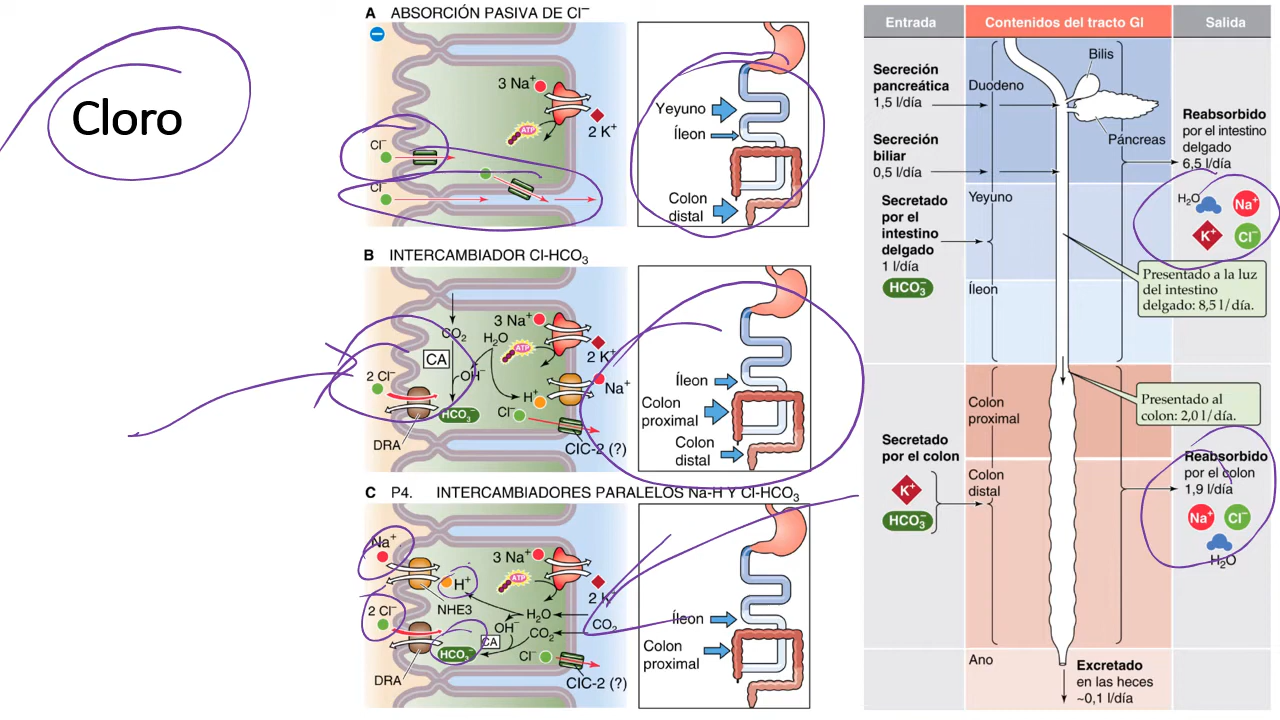 Cloro
A ABSORCIÓN PASIVA DE Cl⁻
3 Na⁺
ATP
2 K⁺
Cl⁻
Cl
Yeyuno
Íleon
Colon
distal
B INTERCAMBIADOR Cl-HCO₃
CO₂
H₂O
3 Na⁺
ATP
2 K⁺
CA
OH⁻
2 Cl⁻
H⁺
Na⁺
HCO₃⁻
Cl⁻
DRA
ClC-2 (?)
Íleon
Colon
proximal
Colon
distal
C P4. INTERCAMBIADORES PARALELOS Na-H Y Cl-HCO₃
Na⁺
3 Na⁺
ATP
H⁺
2 K⁺
NHE3
2 Cl⁻
H₂O
OH⁻
CO₂
CO₂
CA
HCO₃⁻
Cl⁻
DRA
ClC-2 (?)
Íleon
Colon
proximal
Entrada
Contenidos del tracto GI
Salida
Secreción
pancreática
1,5 l/día
Secreción
biliar
0,5 l/día
Secretado
por el
intestino
delgado
1 l/día
HCO₃⁻
Secretado
por el colon
K⁺
HCO₃⁻
Duodeno
Bilis
Páncreas
Yeyuno
Íleon
Colon
proximal
Colon
distal
Ano
Reabsorbido
por el intestino
delgado
6,5 l/día
H₂O
Na⁺
K⁺
Cl⁻
Presentado a la luz
del intestino
delgado: 8,5 l/día.
Presentado al
colon: 2,0 l/día.
Reabsorbido
por el colon
1,9 l/día
Na⁺
Cl⁻
H₂O
Excretado
en las heces
~0,1 l/día